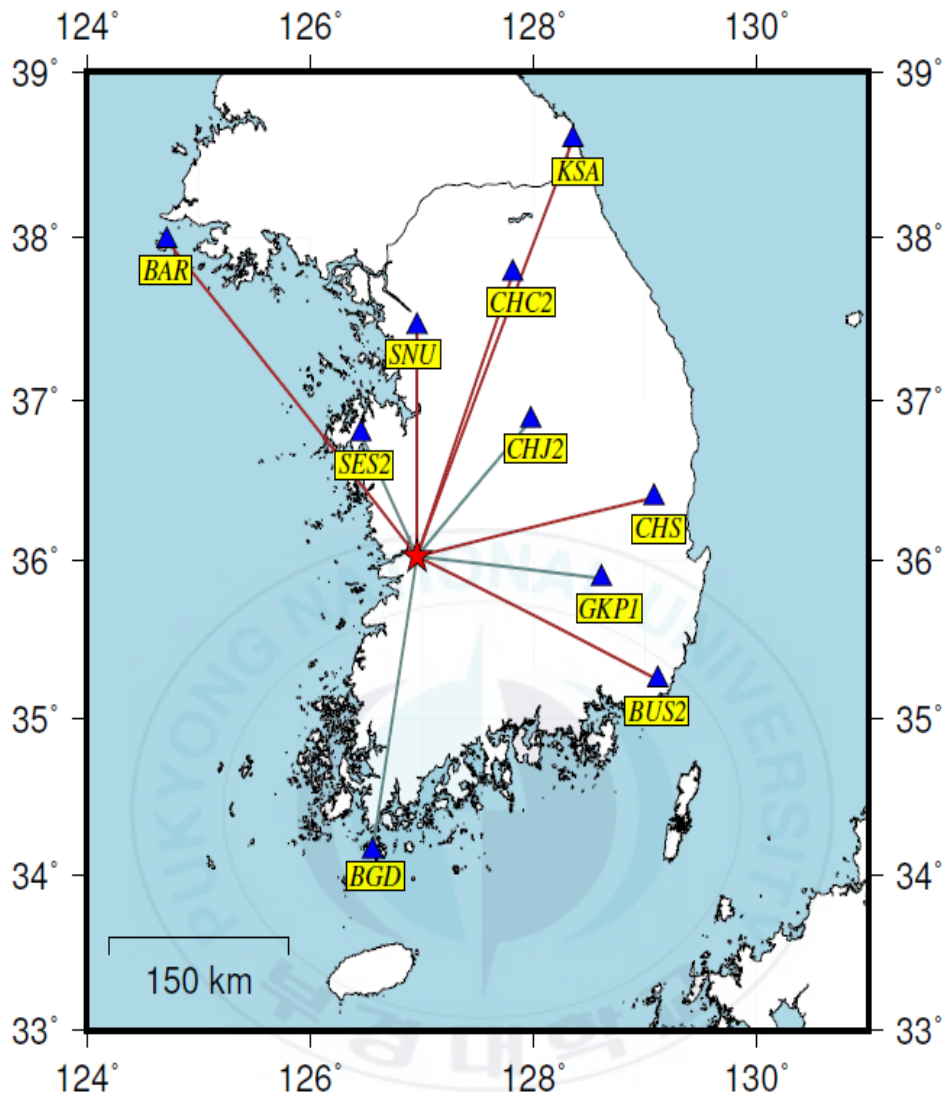 124° 126° 128° 130°
39° 39°
KSA
38° 38°
BAR
CHC2
SNU
37° 37°
CHJ2
SES2
CHS
36° 36°
GKP1
BUS2
35° 35°
BGD
34° 34°
150 km
33° 33°
124° 126° 128° 130°
PUKYONG NATIONAL UNIVERSITY